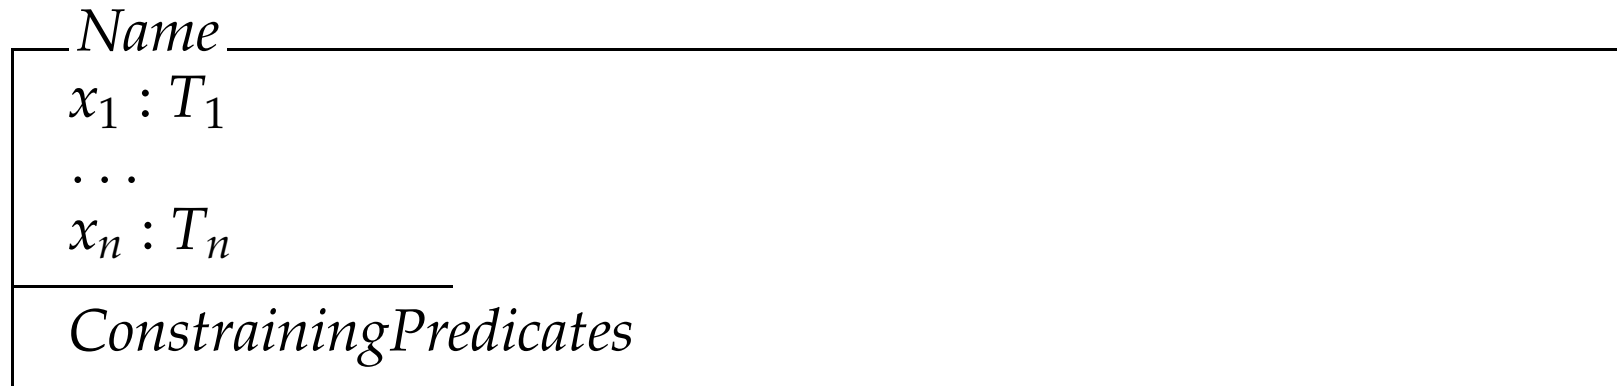 Name
x₁ : T₁
. . .
xₙ : Tₙ
ConstrainingPredicates